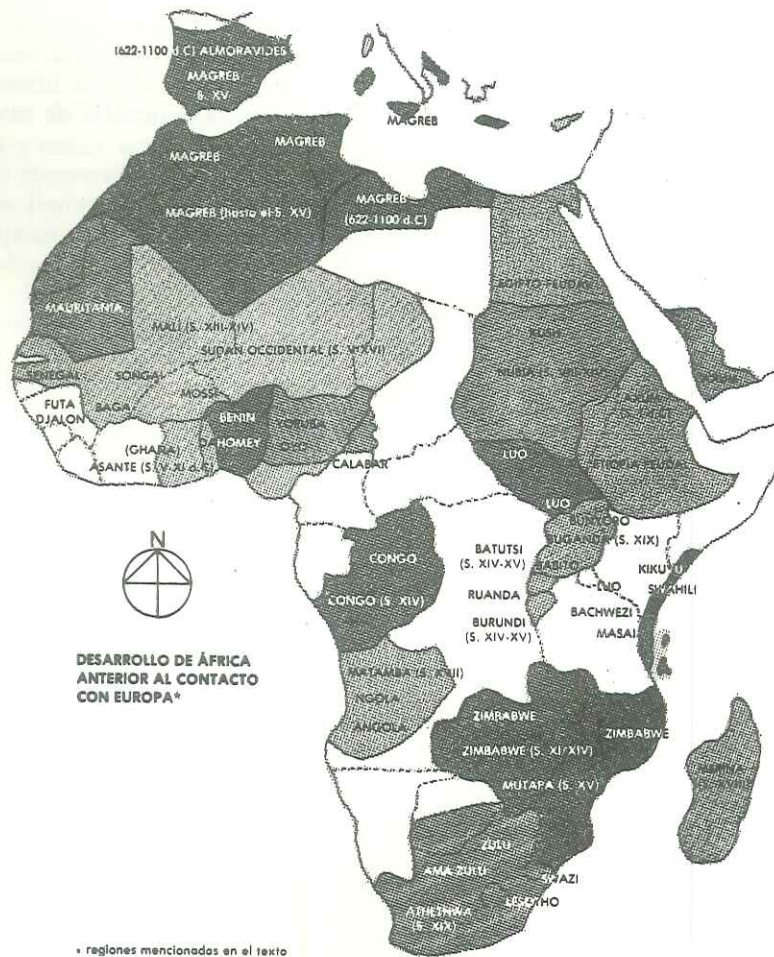 (622-1100 d.C) ALMORAVIDES
MAGREB
S. XV
MAGREB
MAGREB
MAGREB
MAGREB (hasta el S. XV)
MAGREB
(622-1100 d.C)
MAURITANIA
MALI (S. XIII-XIV)
SUDAN OCCIDENTAL (S. V-XVI)
EGIPTO FEUDAL
KUSH
NUBIA
SENEGAL
SONGAI
MOSSI
BAGA
FUTA
DJALON
BENIN
DAHOMEY
YORUBA
OYO
(GHANA)
ASANTE (S. V-XI d.C)
CALABAR
LUO
LUO
ETIOPIA FEUDAL
BUNYORO
BUGANDA (S. XIX)
BATUTSI
(S. XIV-XV)
BABITO
KIKUYU
LUO
SWAHILI
RUANDA
BACHWEZI
BURUNDI
(S. XIV-XV)
MASAI
CONGO
CONGO (S. XIV)
N
DESARROLLO DE ÁFRICA
ANTERIOR AL CONTACTO
CON EUROPA*
MATAMBA
NGOLA
ANGOLA
ZIMBABWE
ZIMBABWE
ZIMBABWE (S. XI/XIV)
MUTAPA (S. XV)
ZULU
AMA-ZULU
SWAZI
LESOTHO
(S. XIX)
* regiones mencionadas en el texto